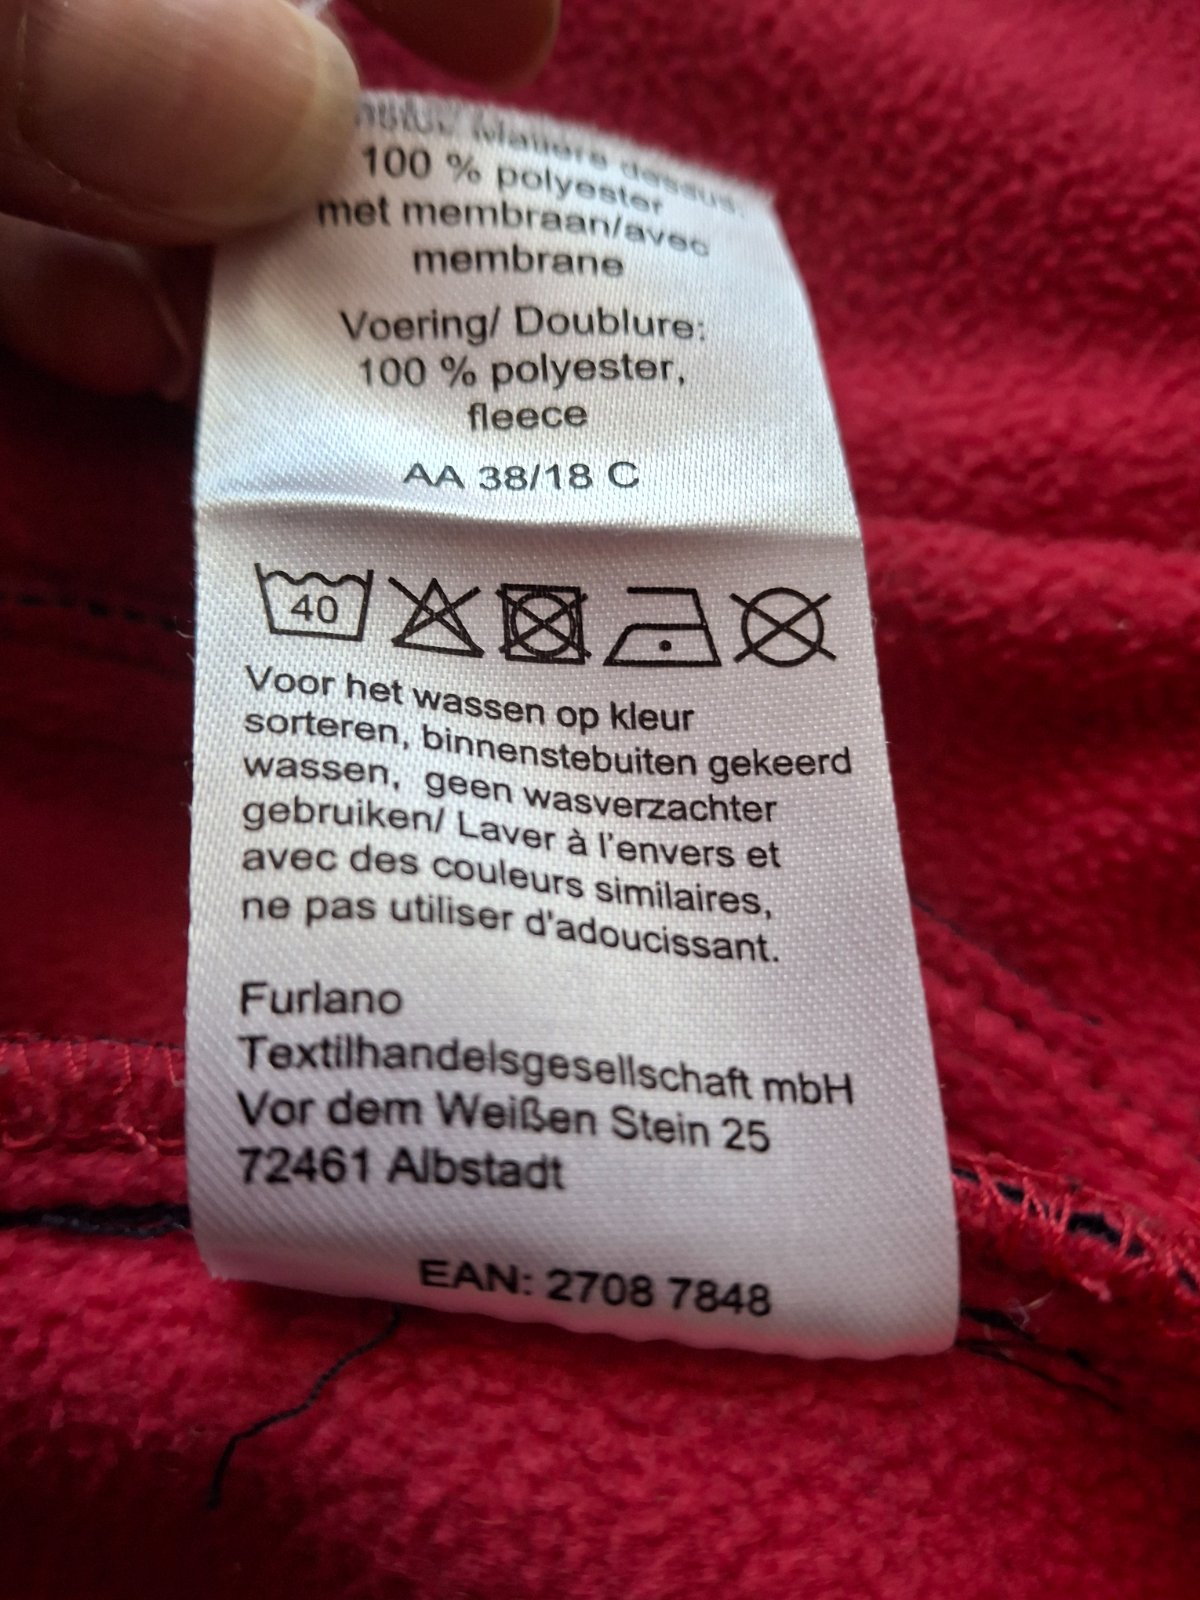 Matière dessus:
100 % polyester
met membraan/avec
membrane
Voering/ Doublure:
100 % polyester,
fleece
AA 38/18 C
40
Voor het wassen op kleur
sorteren, binnenstebuiten gekeerd
wassen, geen wasverzachter
gebruiken/ Laver à l'envers et
avec des couleurs similaires,
ne pas utiliser d'adoucissant.
Furlano
Textilhandelsgesellschaft mbH
Vor dem Weißen Stein 25
72461 Albstadt
EAN: 2708 7848